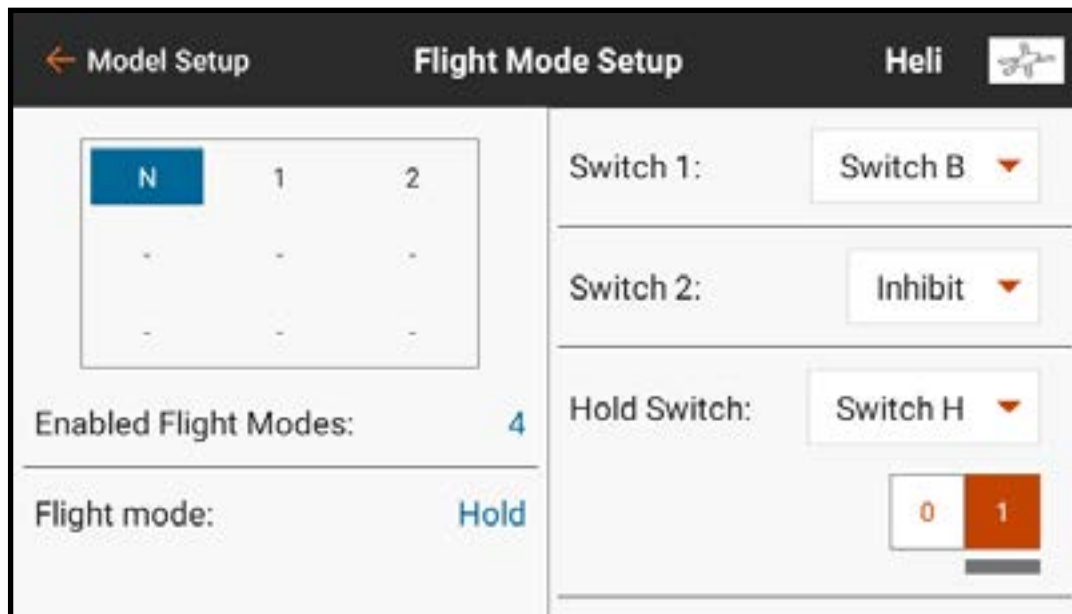 ← Model Setup Flight Mode Setup Heli
N 1 2
- - -
- - -
Enabled Flight Modes: 4
Flight mode: Hold
Switch 1: Switch B
Switch 2: Inhibit
Hold Switch: Switch H
0 1